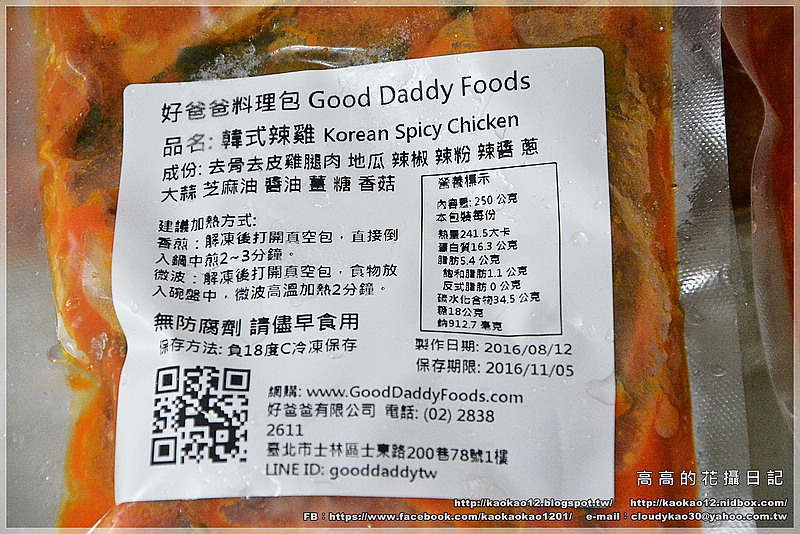 好爸爸料理包 Good Daddy Foods
品名: 韓式辣雞 Korean Spicy Chicken
成份: 去骨去皮雞腿肉 地瓜 辣椒 辣粉 辣醬 蔥
大蒜 芝麻油 醬油 薑 糖 香菇
建議加熱方式:
香煎：解凍後打開真空包，直接倒
入鍋中煎2~3分鐘。
微波：解凍後打開真空包，食物放
入碗盤中，微波高溫加熱2分鐘。
無防腐劑 請儘早食用
保存方法: 負18度C冷凍保存
營養標示
內容量: 250 公克
本包裝每份
熱量241.5大卡
蛋白質16.3 公克
脂肪5.4 公克
飽和脂肪1.1 公克
反式脂肪 0 公克
碳水化合物34.5 公克
糖18公克
鈉912.7 毫克
製作日期: 2016/08/12
保存期限: 2016/11/05
網購: www.GoodDaddyFoods.com
好爸爸有限公司 電話: (02) 2838
2611
臺北市士林區士東路200巷78號1樓
LINE ID: gooddaddytw
高高的花攝日記
http://kaokao12.blogspot.tw/ http://kaokao12.nidbox.com/
FB：https://www.facebook.com/kaokaokao1201/ e-mail：cloudykao30@yahoo.com.tw